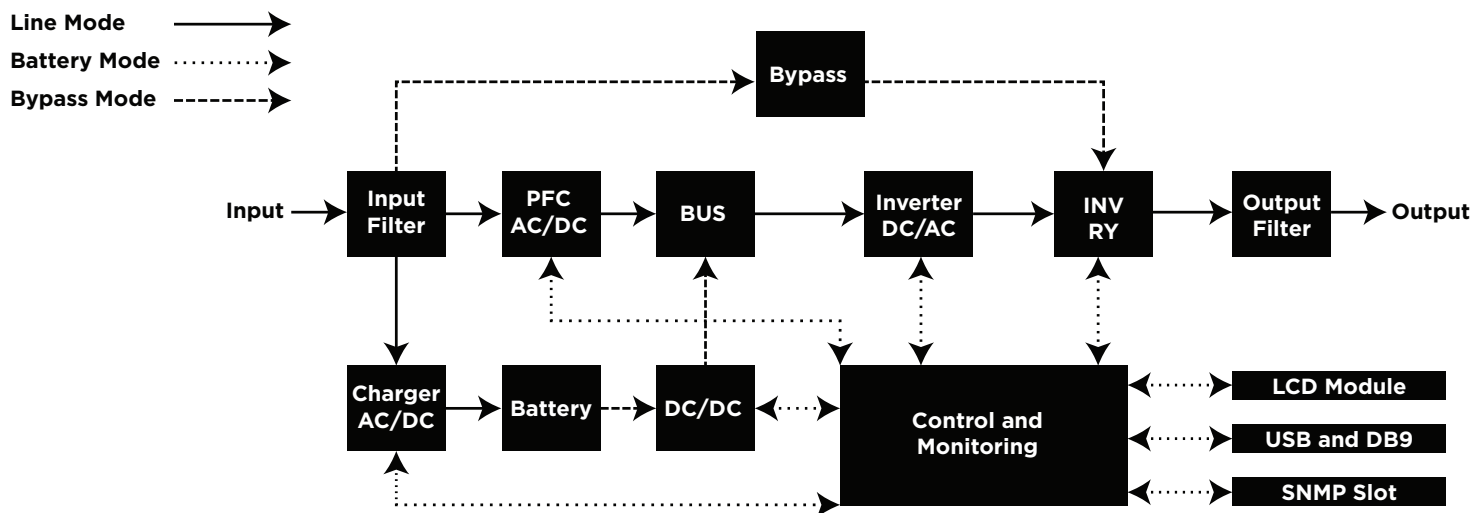 Line Mode
Battery Mode
Bypass Mode
Bypass
Input
Input
Filter
PFC
AC/DC
BUS
Inverter
DC/AC
INV
RY
Output
Filter
Output
Charger
AC/DC
Battery
DC/DC
Control and
Monitoring
LCD Module
USB and DB9
SNMP Slot